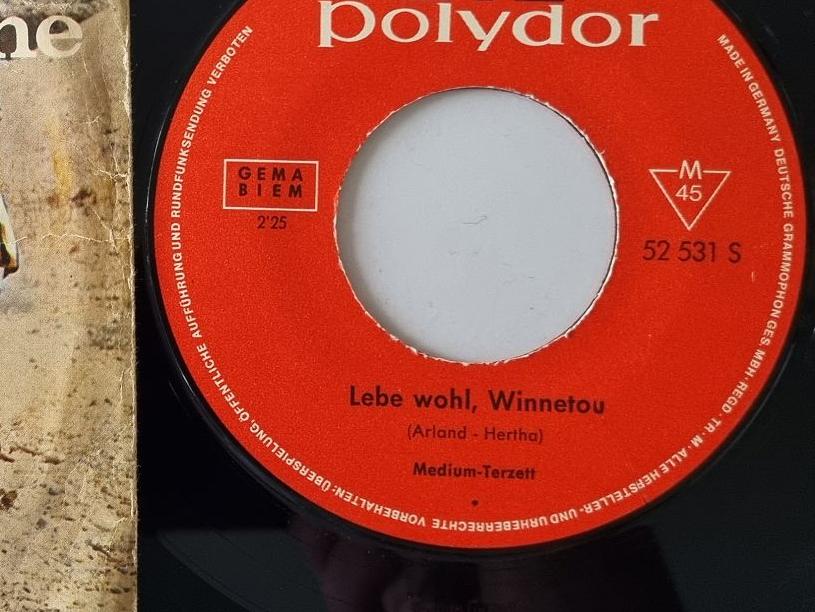 ne
polydor
GEMA
BIEM
2'25
M
45
52 531 S
Lebe wohl, Winnetou
(Arland - Hertha)
Medium-Terzett
MADE IN GERMANY DEUTSCHE GRAMMOPHON GES. MBH · REGD · TR. M · ALLE HERSTELLER- UND URHEBERRECHTE VORBEHALTEN: ÜBERSPIELUNG, ÖFFENTLICHE AUFFÜHRUNG UND RUNDFUNKSENDUNG VERBOTEN